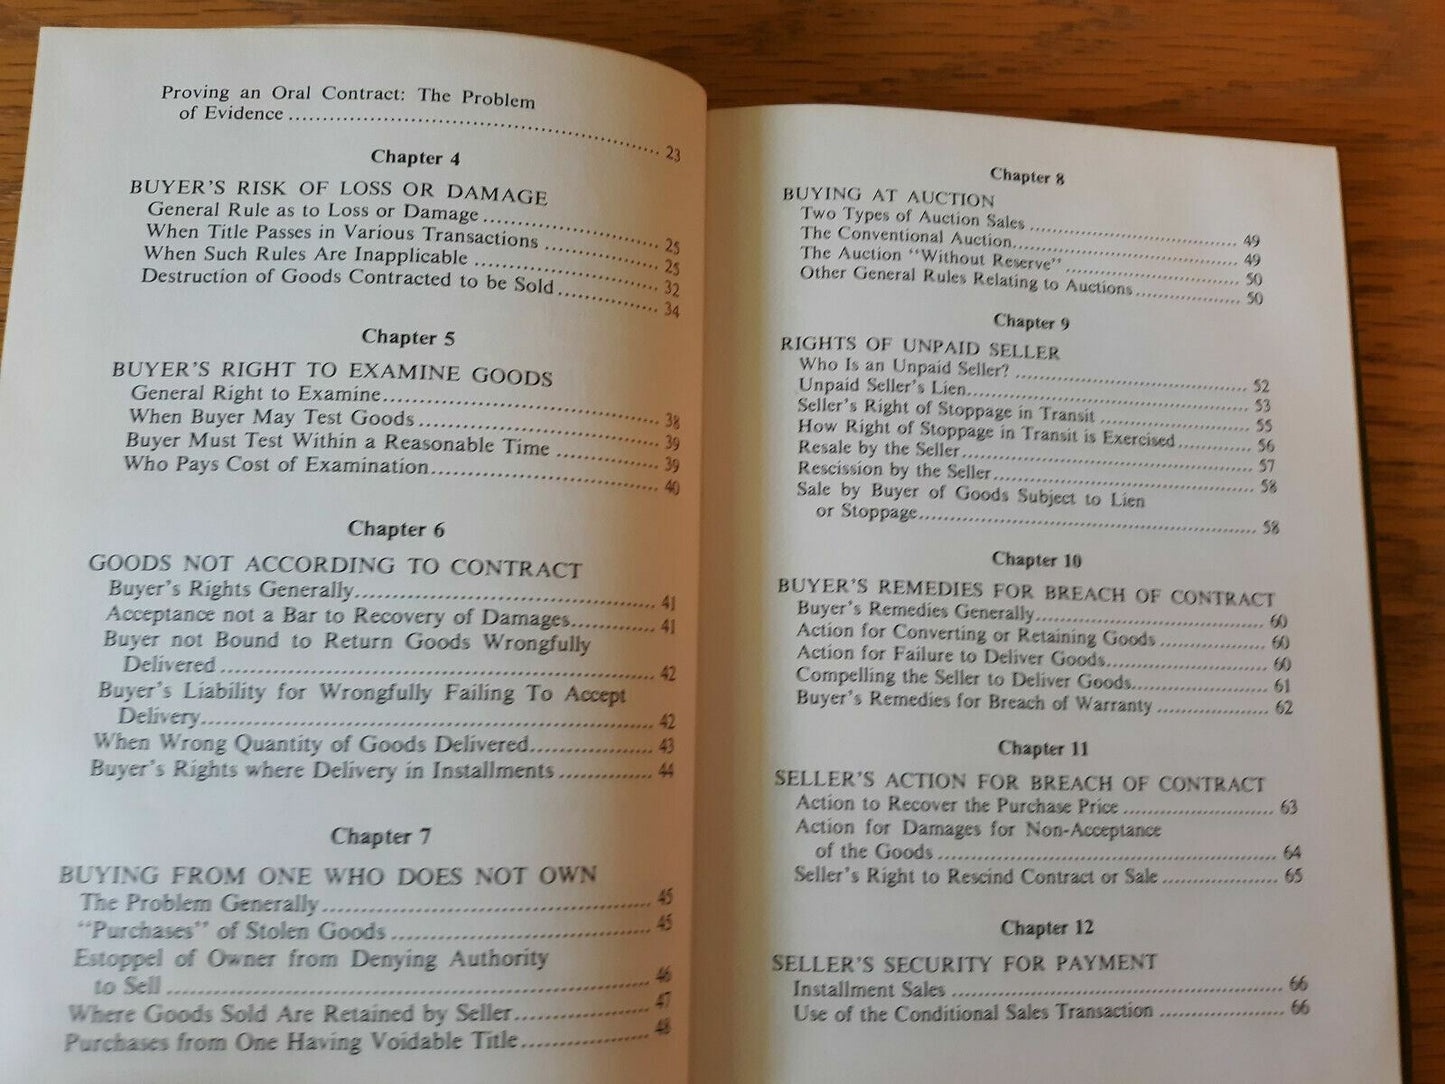 Proving an Oral Contract: The Problem
of Evidence ........ 23
Chapter 4
BUYER'S RISK OF LOSS OR DAMAGE
General Rule as to Loss or Damage ........ 25
When Title Passes in Various Transactions ........ 25
When Such Rules Are Inapplicable ........ 32
Destruction of Goods Contracted to be Sold ........ 34
Chapter 5
BUYER'S RIGHT TO EXAMINE GOODS
General Right to Examine ........ 38
When Buyer May Test Goods ........ 39
Buyer Must Test Within a Reasonable Time ........ 39
Who Pays Cost of Examination ........ 40
Chapter 6
GOODS NOT ACCORDING TO CONTRACT
Buyer's Rights Generally ........ 41
Acceptance not a Bar to Recovery of Damages ........ 41
Buyer not Bound to Return Goods Wrongfully
Delivered ........ 42
Buyer's Liability for Wrongfully Failing To Accept
Delivery ........ 42
When Wrong Quantity of Goods Delivered ........ 43
Buyer's Rights where Delivery in Installments ........ 44
Chapter 7
BUYING FROM ONE WHO DOES NOT OWN
The Problem Generally ........ 45
"Purchases" of Stolen Goods ........ 45
Estoppel of Owner from Denying Authority
to Sell ........ 46
Where Goods Sold Are Retained by Seller ........ 47
Purchases from One Having Voidable Title ........ 48
Chapter 8
BUYING AT AUCTION
Two Types of Auction Sales ........ 49
The Conventional Auction ........ 49
The Auction "Without Reserve" ........ 50
Other General Rules Relating to Auctions ........ 50
Chapter 9
RIGHTS OF UNPAID SELLER
Who Is an Unpaid Seller? ........ 52
Unpaid Seller's Lien ........ 53
Seller's Right of Stoppage in Transit ........ 55
How Right of Stoppage in Transit is Exercised ........ 56
Resale by the Seller ........ 57
Rescission by the Seller ........ 58
Sale by Buyer of Goods Subject to Lien
or Stoppage ........ 58
Chapter 10
BUYER'S REMEDIES FOR BREACH OF CONTRACT
Buyer's Remedies Generally ........ 60
Action for Converting or Retaining Goods ........ 60
Action for Failure to Deliver Goods ........ 60
Compelling the Seller to Deliver Goods ........ 61
Buyer's Remedies for Breach of Warranty ........ 62
Chapter 11
SELLER'S ACTION FOR BREACH OF CONTRACT
Action to Recover the Purchase Price ........ 63
Action for Damages for Non-Acceptance
of the Goods ........ 64
Seller's Right to Rescind Contract or Sale ........ 65
Chapter 12
SELLER'S SECURITY FOR PAYMENT
Installment Sales ........ 66
Use of the Conditional Sales Transaction ........ 66